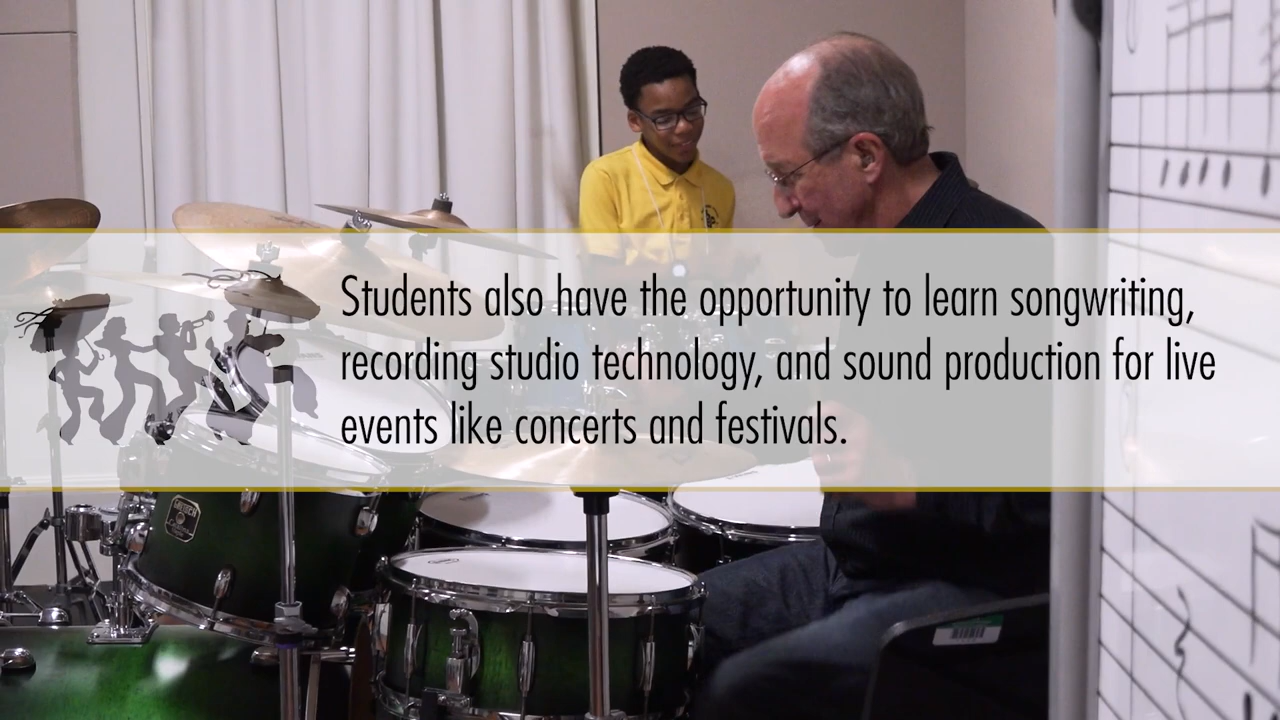 Students also have the opportunity to learn songwriting,
recording studio technology, and sound production for live
events like concerts and festivals.